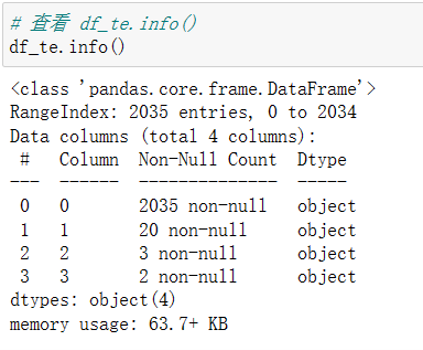 # 查看 df_te.info()
df_te.info()
<class 'pandas.core.frame.DataFrame'>
RangeIndex: 2035 entries, 0 to 2034
Data columns (total 4 columns):
 #   Column  Non-Null Count  Dtype
---  ------  --------------  -----
 0   0       2035 non-null   object
 1   1       20 non-null     object
 2   2       3 non-null      object
 3   3       2 non-null      object
dtypes: object(4)
memory usage: 63.7+ KB